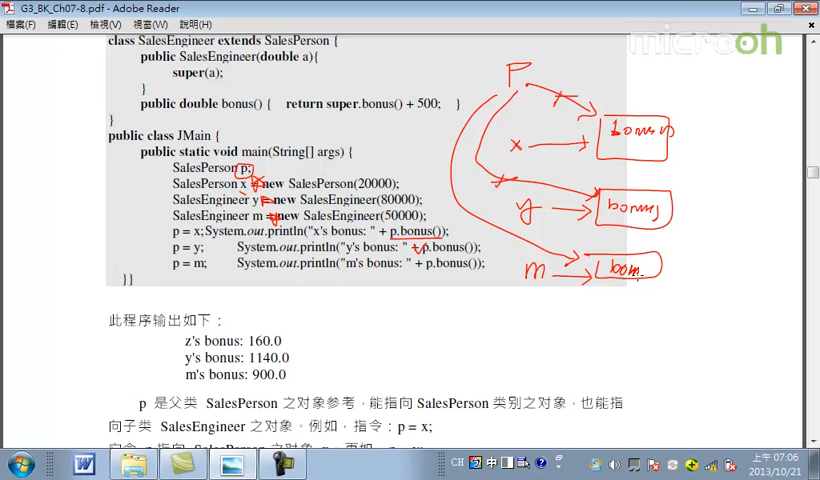 G3_BK_Ch07-8.pdf - Adobe Reader
檔案(F) 編輯(E) 檢視(V) 視窗(W) 說明(H)
microoh
class SalesEngineer extends SalesPerson {
public SalesEngineer(double a){
super(a);
}
public double bonus() { return super.bonus() + 500; }
}
public class JMain {
public static void main(String[] args) {
SalesPerson p;
SalesPerson x = new SalesPerson(20000);
SalesEngineer y = new SalesEngineer(80000);
SalesEngineer m = new SalesEngineer(50000);
p = x;System.out.println("x's bonus: " + p.bonus());
p = y; System.out.println("y's bonus: " + p.bonus());
p = m; System.out.println("m's bonus: " + p.bonus());
}}
P
x bonus
y bonus
m bon
此程序输出如下：
z's bonus: 160.0
y's bonus: 1140.0
m's bonus: 900.0
p 是父类 SalesPerson 之对象参考，能指向 SalesPerson 类别之对象，也能指
向子类 SalesEngineer 之对象。例如，指令：p = x;
CH 中
上午 07:06
2013/10/21